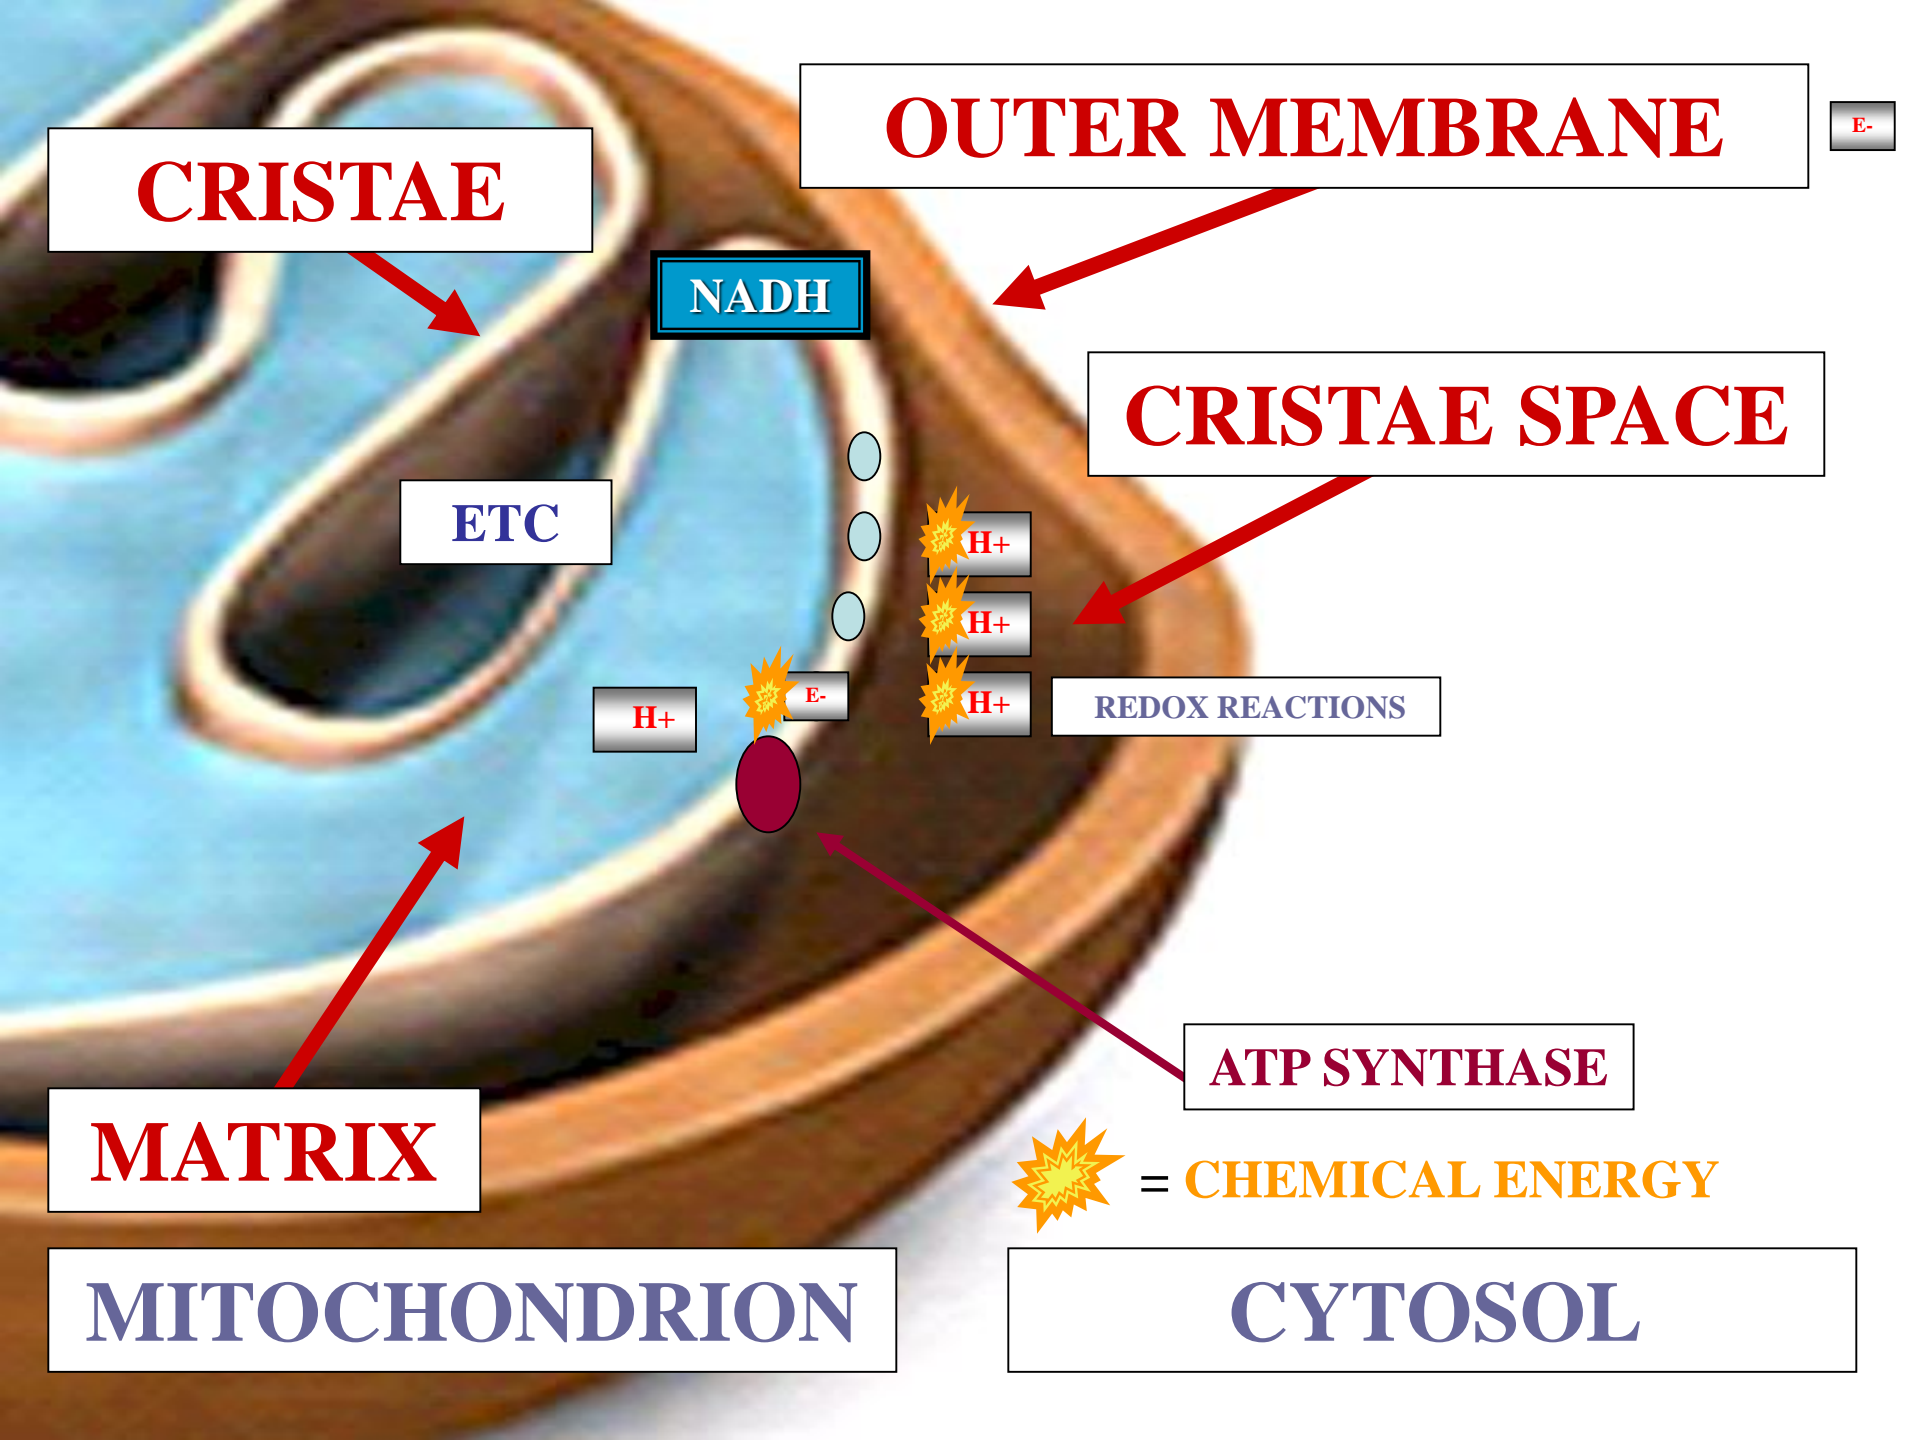 OUTER MEMBRANE
E-
CRISTAE
NADH
CRISTAE SPACE
ETC
H+
H+
H+
E-
H+
REDOX REACTIONS
ATP SYNTHASE
MATRIX
= CHEMICAL ENERGY
MITOCHONDRION
CYTOSOL